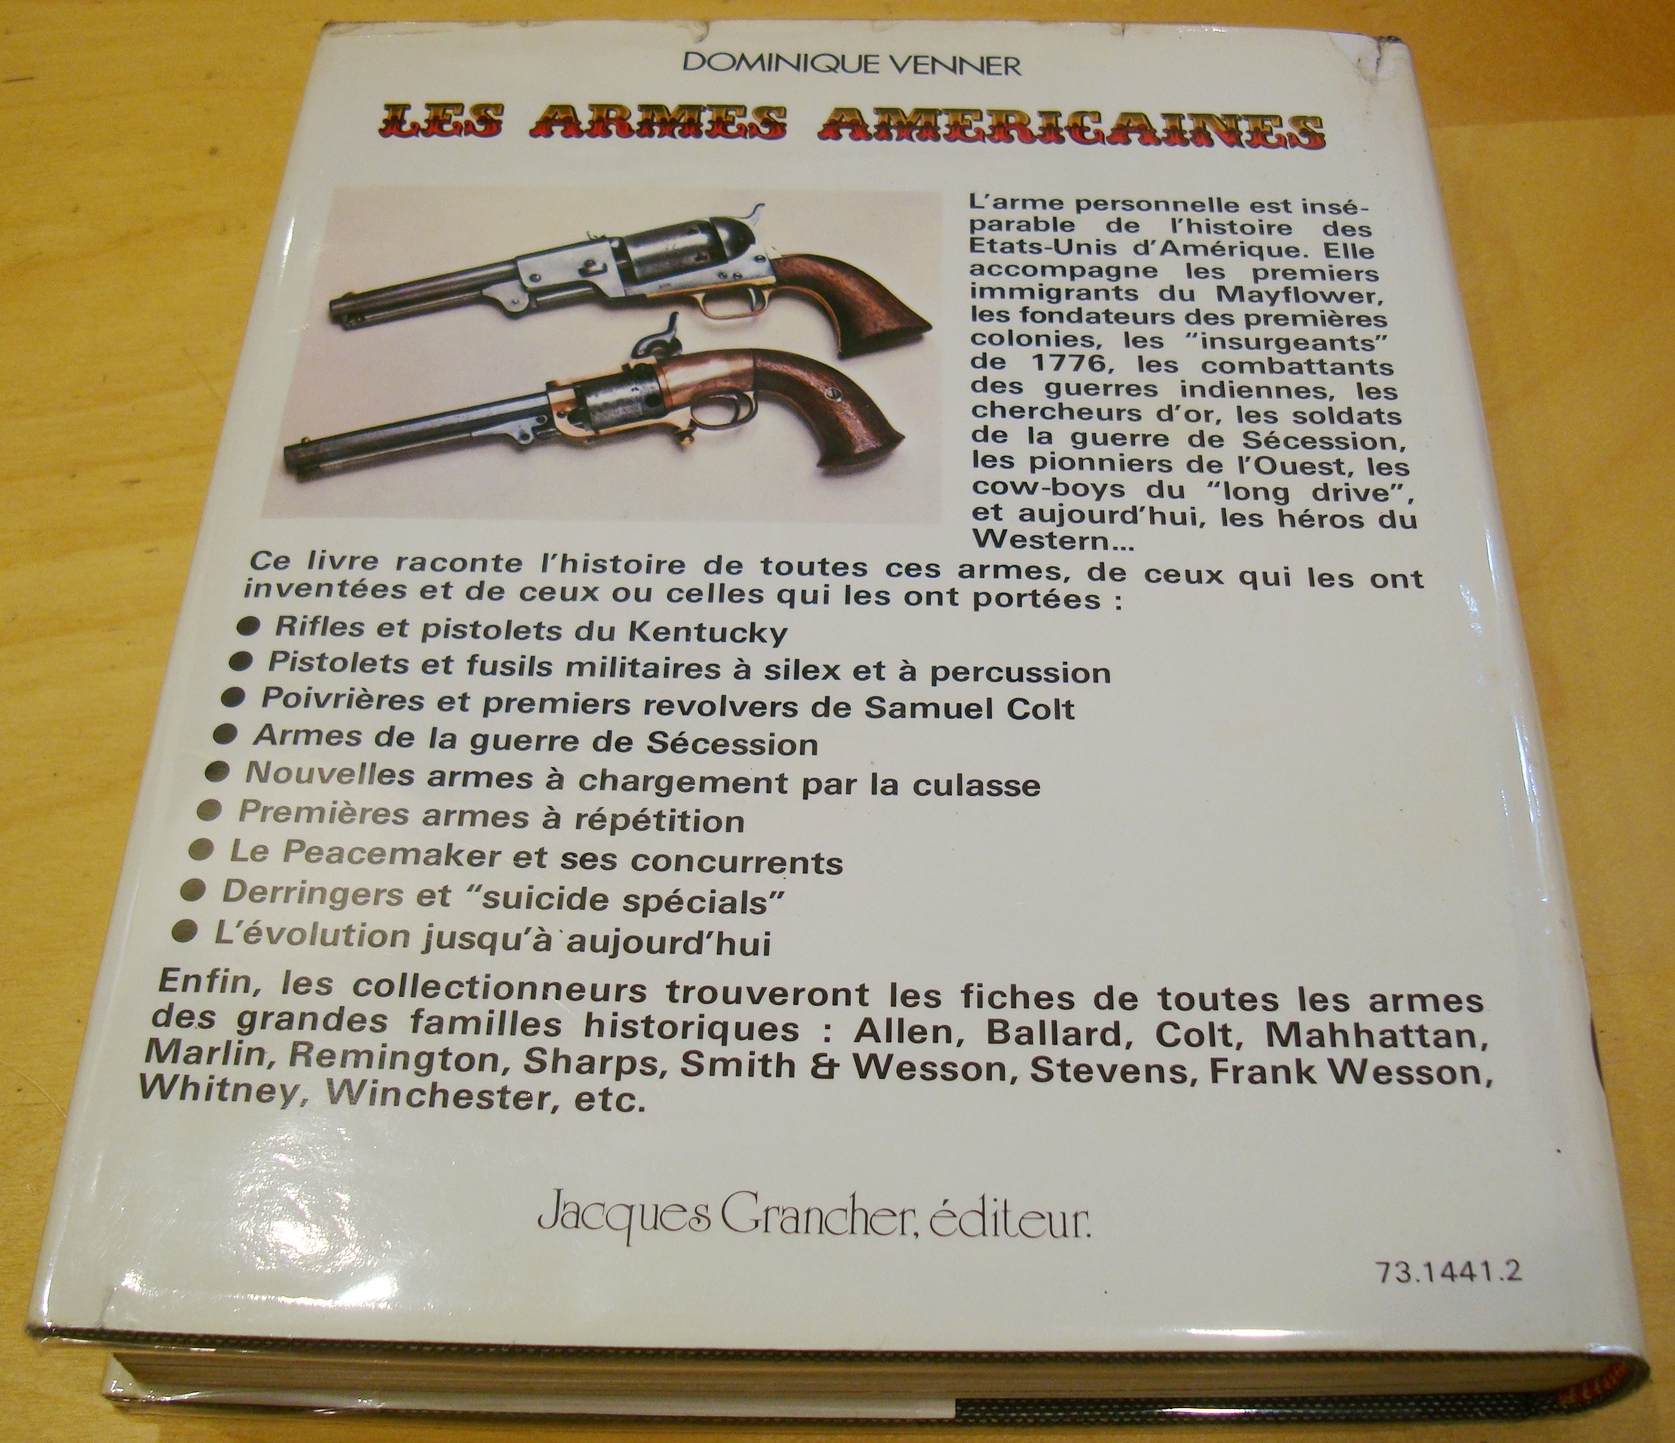 DOMINIQUE VENNER
LES ARMES AMERICAINES
L'arme personnelle est insé-
parable de l'histoire des
Etats-Unis d'Amérique. Elle
accompagne les premiers
immigrants du Mayflower,
les fondateurs des premières
colonies, les "insurgeants"
de 1776, les combattants
des guerres indiennes, les
chercheurs d'or, les soldats
de la guerre de Sécession,
les pionniers de l'Ouest, les
cow-boys du "long drive",
et aujourd'hui, les héros du
Western...
Ce livre raconte l'histoire de toutes ces armes, de ceux qui les ont
inventées et de ceux ou celles qui les ont portées :
● Rifles et pistolets du Kentucky
● Pistolets et fusils militaires à silex et à percussion
● Poivrières et premiers revolvers de Samuel Colt
● Armes de la guerre de Sécession
● Nouvelles armes à chargement par la culasse
● Premières armes à répétition
● Le Peacemaker et ses concurrents
● Derringers et "suicide spécials"
● L'évolution jusqu'à aujourd'hui
Enfin, les collectionneurs trouveront les fiches de toutes les armes
des grandes familles historiques : Allen, Ballard, Colt, Mahhattan,
Marlin, Remington, Sharps, Smith & Wesson, Stevens, Frank Wesson,
Whitney, Winchester, etc.
Jacques Grancher, éditeur.
73.1441.2